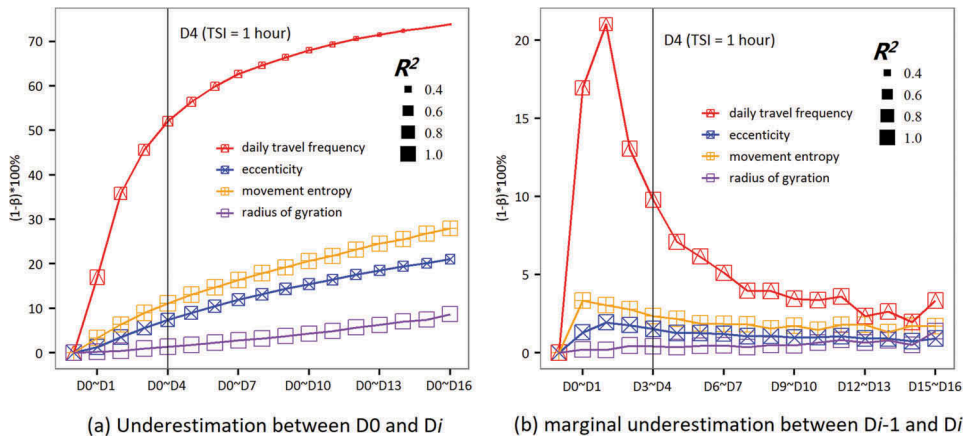 D4 (TSI = 1 hour)
R2
0.4
0.6
0.8
1.0
daily travel frequency
eccenticity
movement entropy
radius of gyration
(1-β)*100%
70
60
50
40
30
20
10
0
D0~D1
D0~D4
D0~D7
D0~D10
D0~D13
D0~D16
(a) Underestimation between D0 and Di
D4 (TSI = 1 hour)
R2
0.4
0.6
0.8
1.0
daily travel frequency
eccenticity
movement entropy
radius of gyration
(1-β)*100%
20
15
10
5
0
D0~D1
D3~D4
D6~D7
D9~D10
D12~D13
D15~D16
(b) marginal underestimation between Di-1 and Di